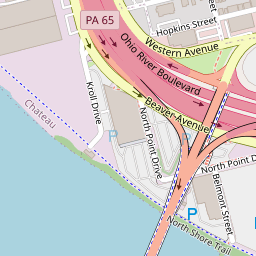 Hopkins Street
PA 65
Western Avenue
Ohio River Boulevard
Kroll Drive
Beaver Avenue
Chateau
North Point Drive
North Point D
P
P
Belmont Street
North Shore Trail